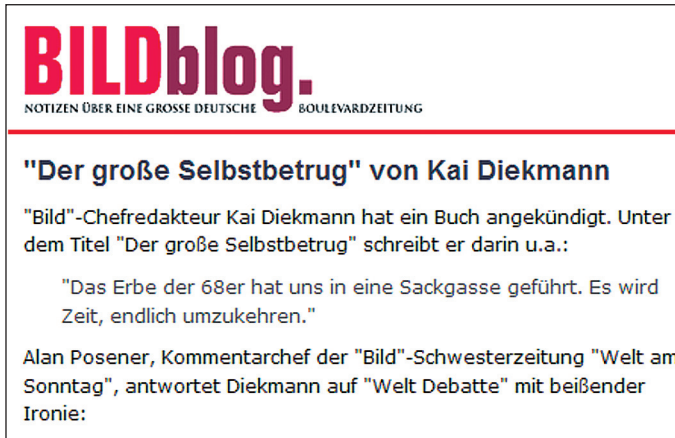 BILDblog.
NOTIZEN ÜBER EINE GROSSE DEUTSCHE BOULEVARDZEITUNG
"Der große Selbstbetrug" von Kai Diekmann
"Bild"-Chefredakteur Kai Diekmann hat ein Buch angekündigt. Unter
dem Titel "Der große Selbstbetrug" schreibt er darin u.a.:
"Das Erbe der 68er hat uns in eine Sackgasse geführt. Es wird
Zeit, endlich umzukehren."
Alan Posener, Kommentarchef der "Bild"-Schwesterzeitung "Welt am
Sonntag", antwortet Diekmann auf "Welt Debatte" mit beißender
Ironie: